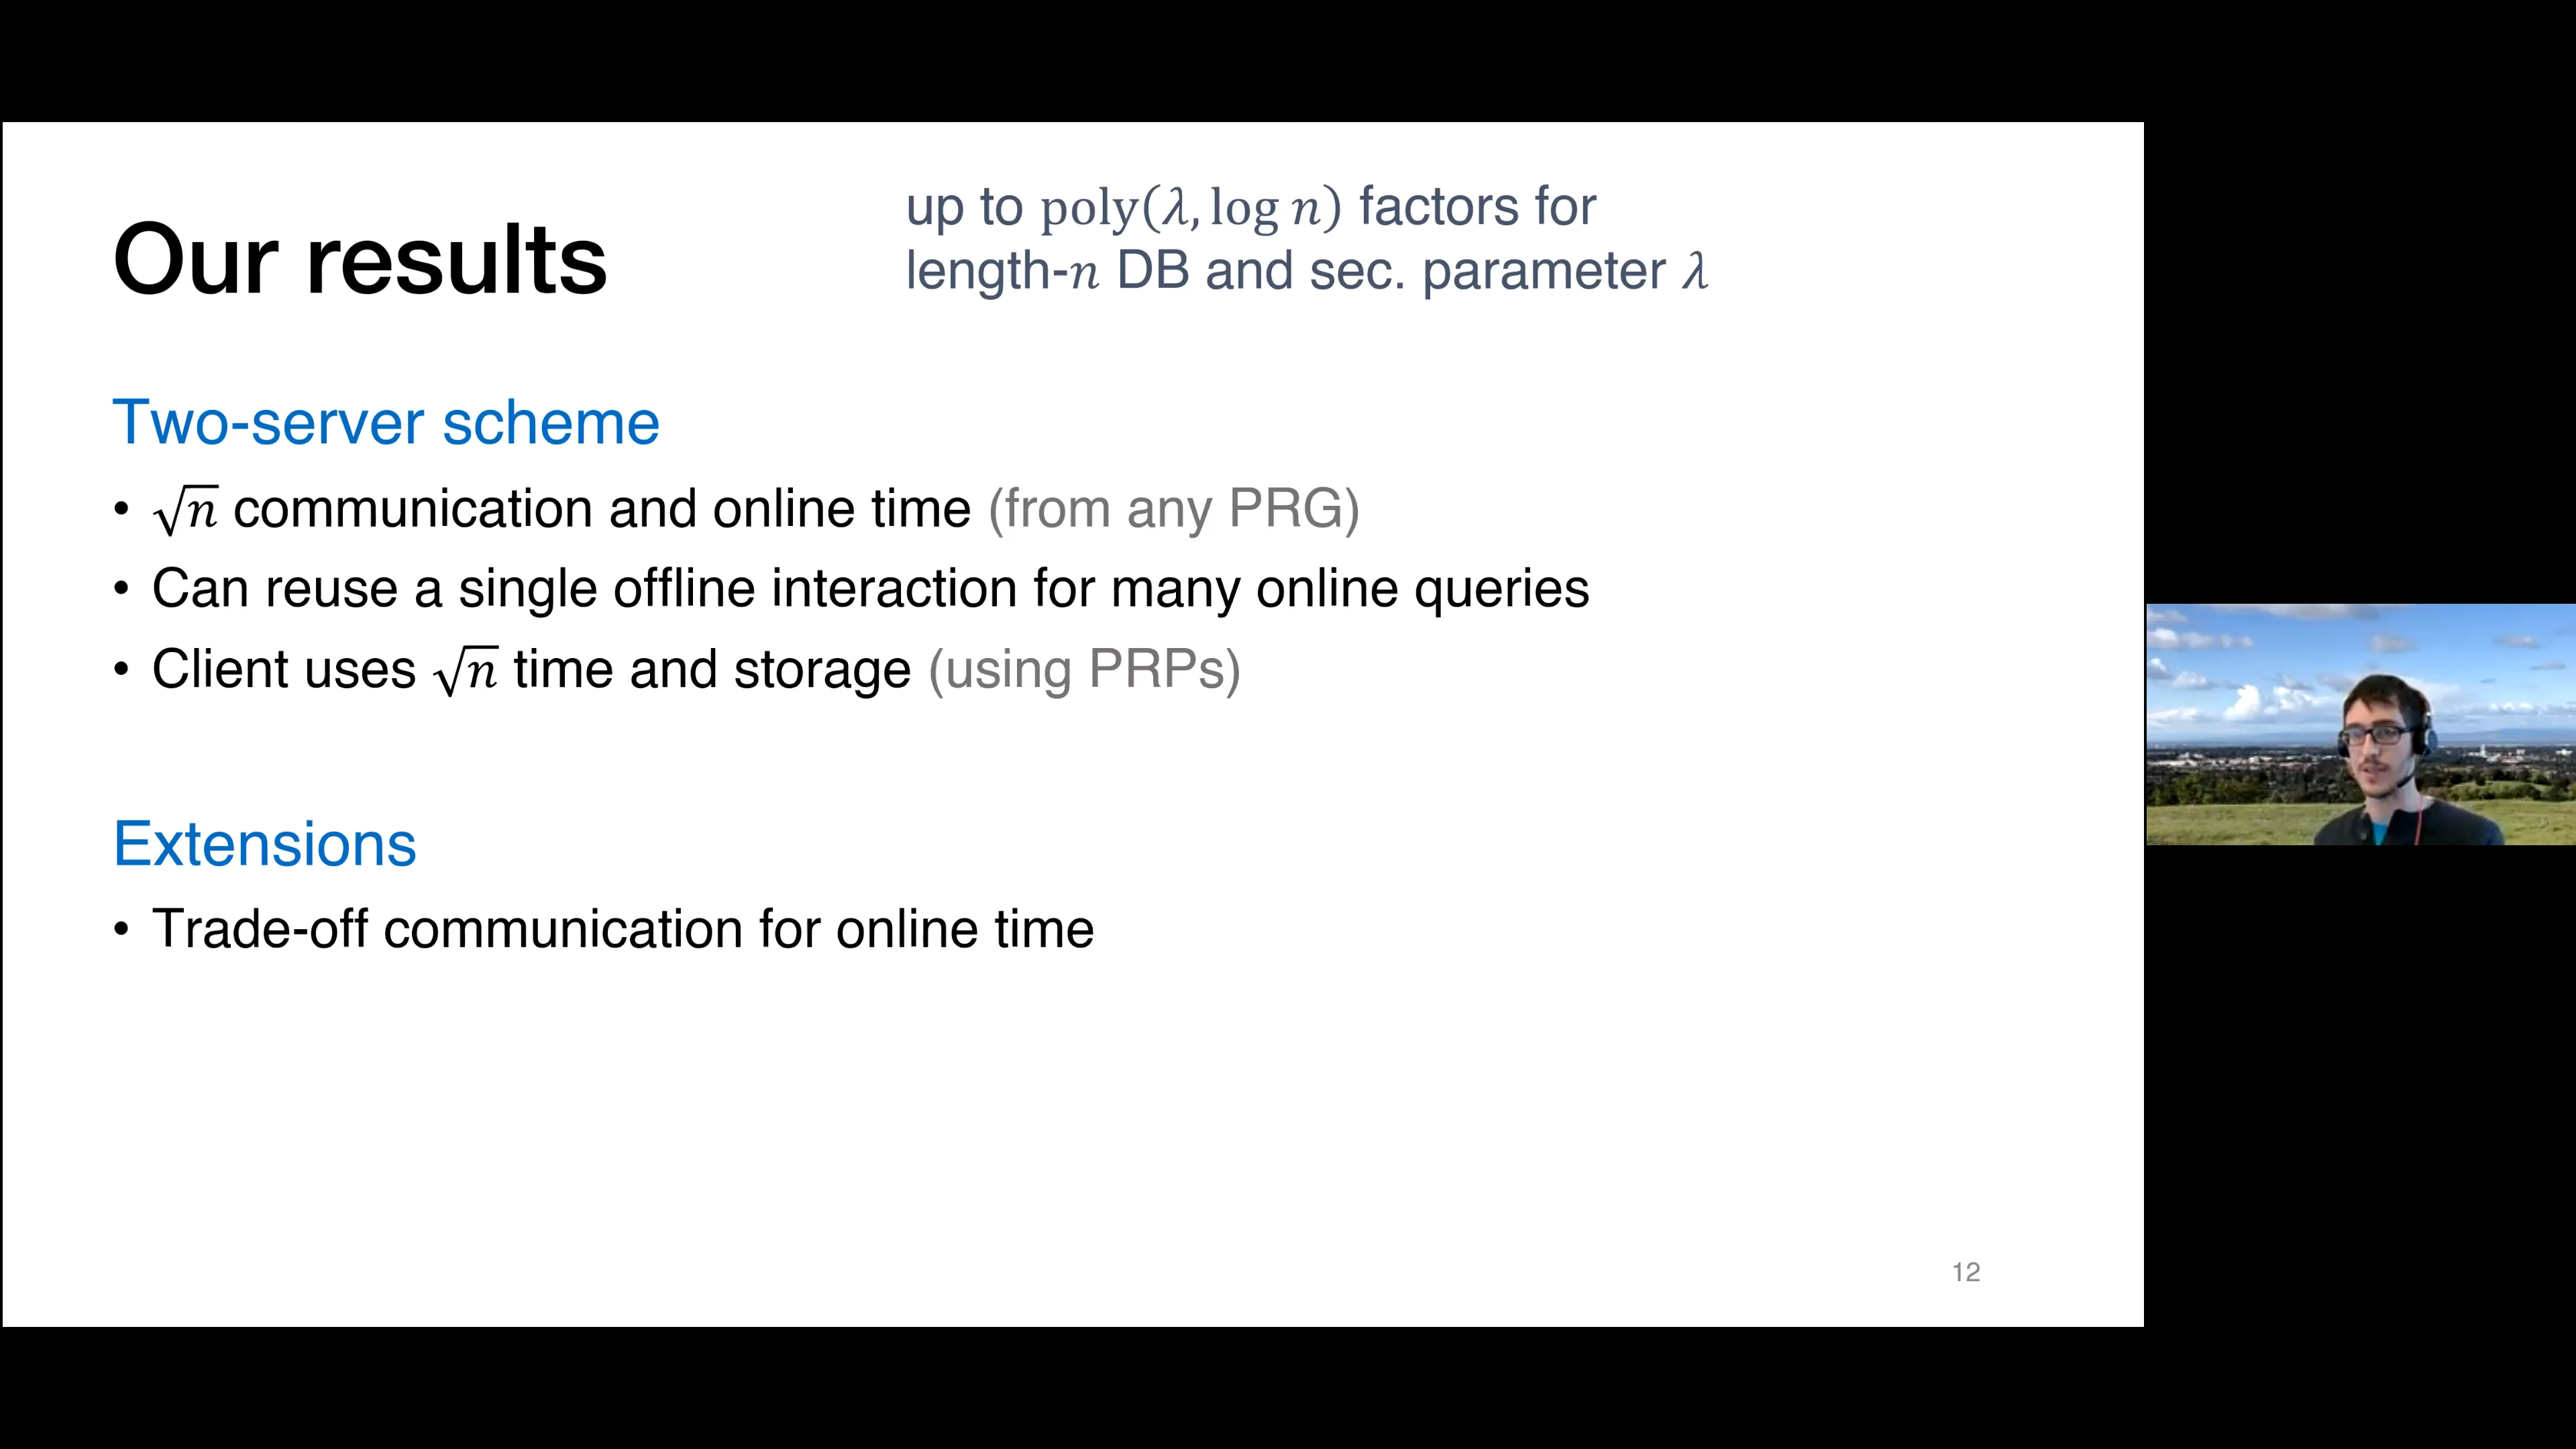 Our results
up to poly(λ, log n) factors for
length-n DB and sec. parameter λ
Two-server scheme
• √n communication and online time (from any PRG)
• Can reuse a single offline interaction for many online queries
• Client uses √n time and storage (using PRPs)
Extensions
• Trade-off communication for online time
12